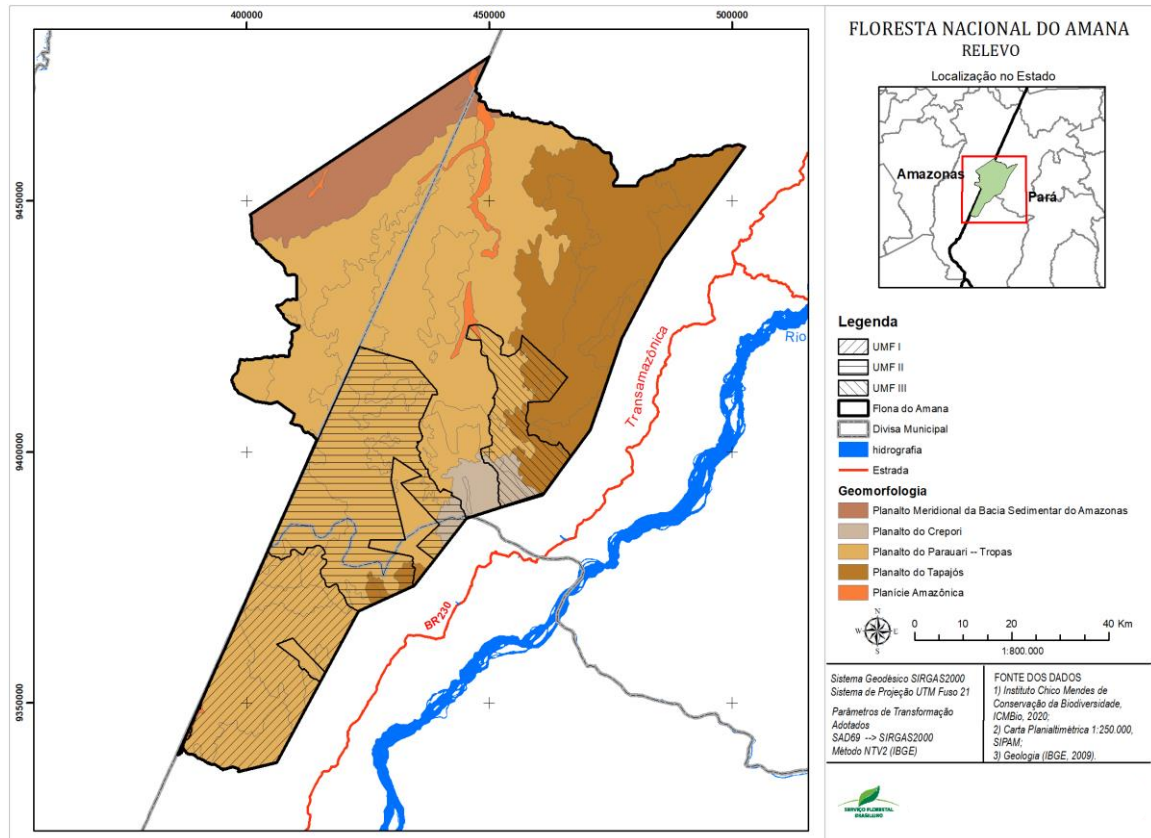 400000
450000
500000
9450000
9400000
9350000
Transamazônica
BR230
Rio
FLORESTA NACIONAL DO AMANA
RELEVO
Localização no Estado
Amazonas
Pará
Legenda
UMF I
UMF II
UMF III
Flona do Amana
Divisa Municipal
hidrografia
Estrada
Geomorfologia
Planalto Meridional da Bacia Sedimentar do Amazonas
Planalto do Crepori
Planalto do Parauari -- Tropas
Planalto do Tapajós
Planície Amazônica
N
W E
S
0 10 20 40 Km
1:800.000
Sistema Geodèsico SIRGAS2000
Sistema de Projeção UTM Fuso 21
Parâmetros de Transformação
Adotados
SAD69 --> SIRGAS2000
Método NTV2 (IBGE)
FONTE DOS DADOS
1) Instituto Chico Mendes de
Conservação da Biodiversidade,
ICMBio, 2020;
2) Carta Planialtimétrica 1:250.000,
SIPAM;
3) Geologia (IBGE, 2009).
SERVIÇO FLORESTAL
BRASILEIRO